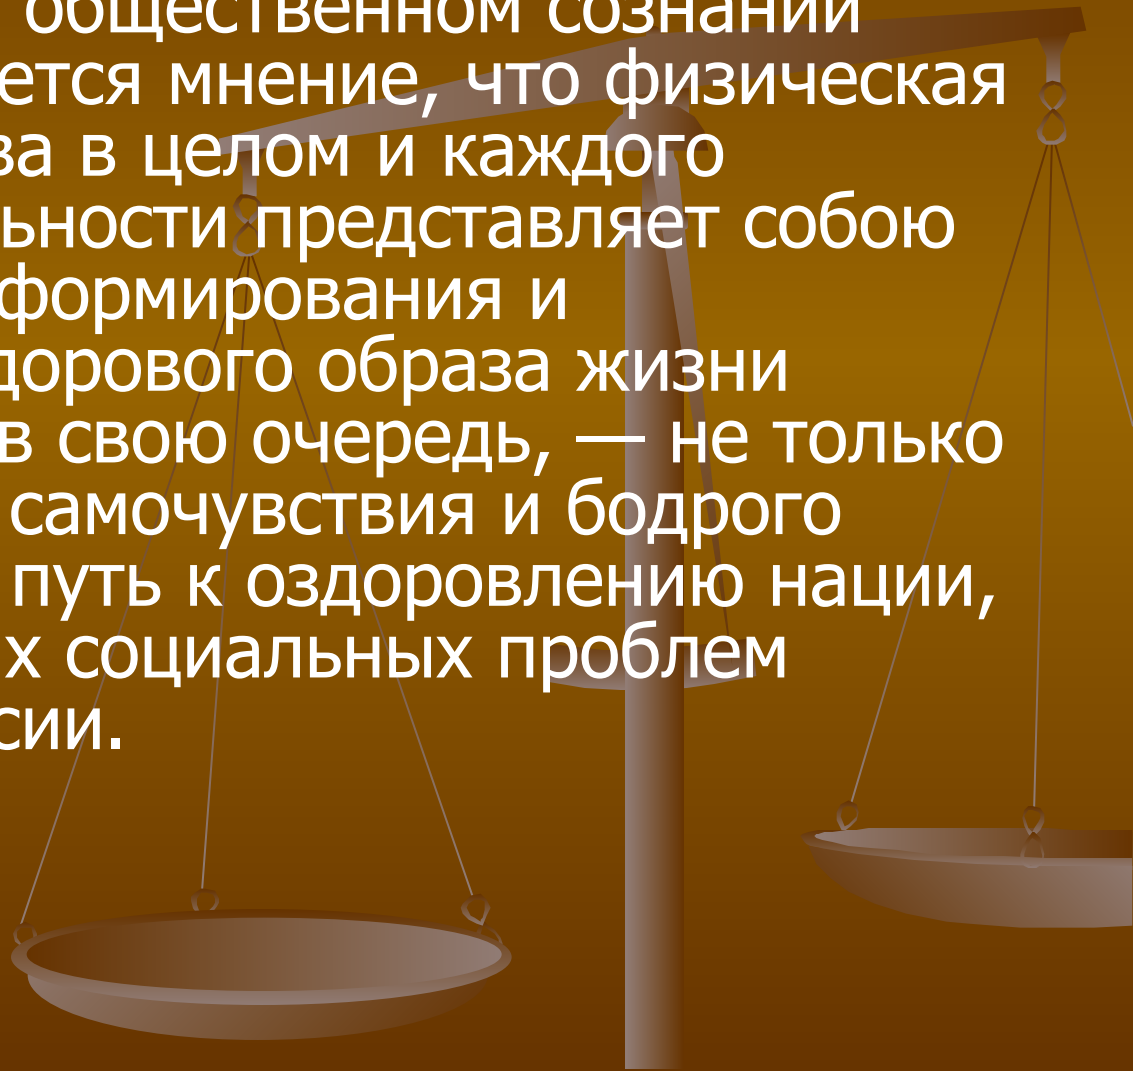 общественном сознании
ется мнение, что физическая
ва в целом и каждого
ьности представляет собою
формирования и
дорового образа жизни
в свою очередь, — не только
самочувствия и бодрого
путь к оздоровлению нации,
х социальных проблем
сии.